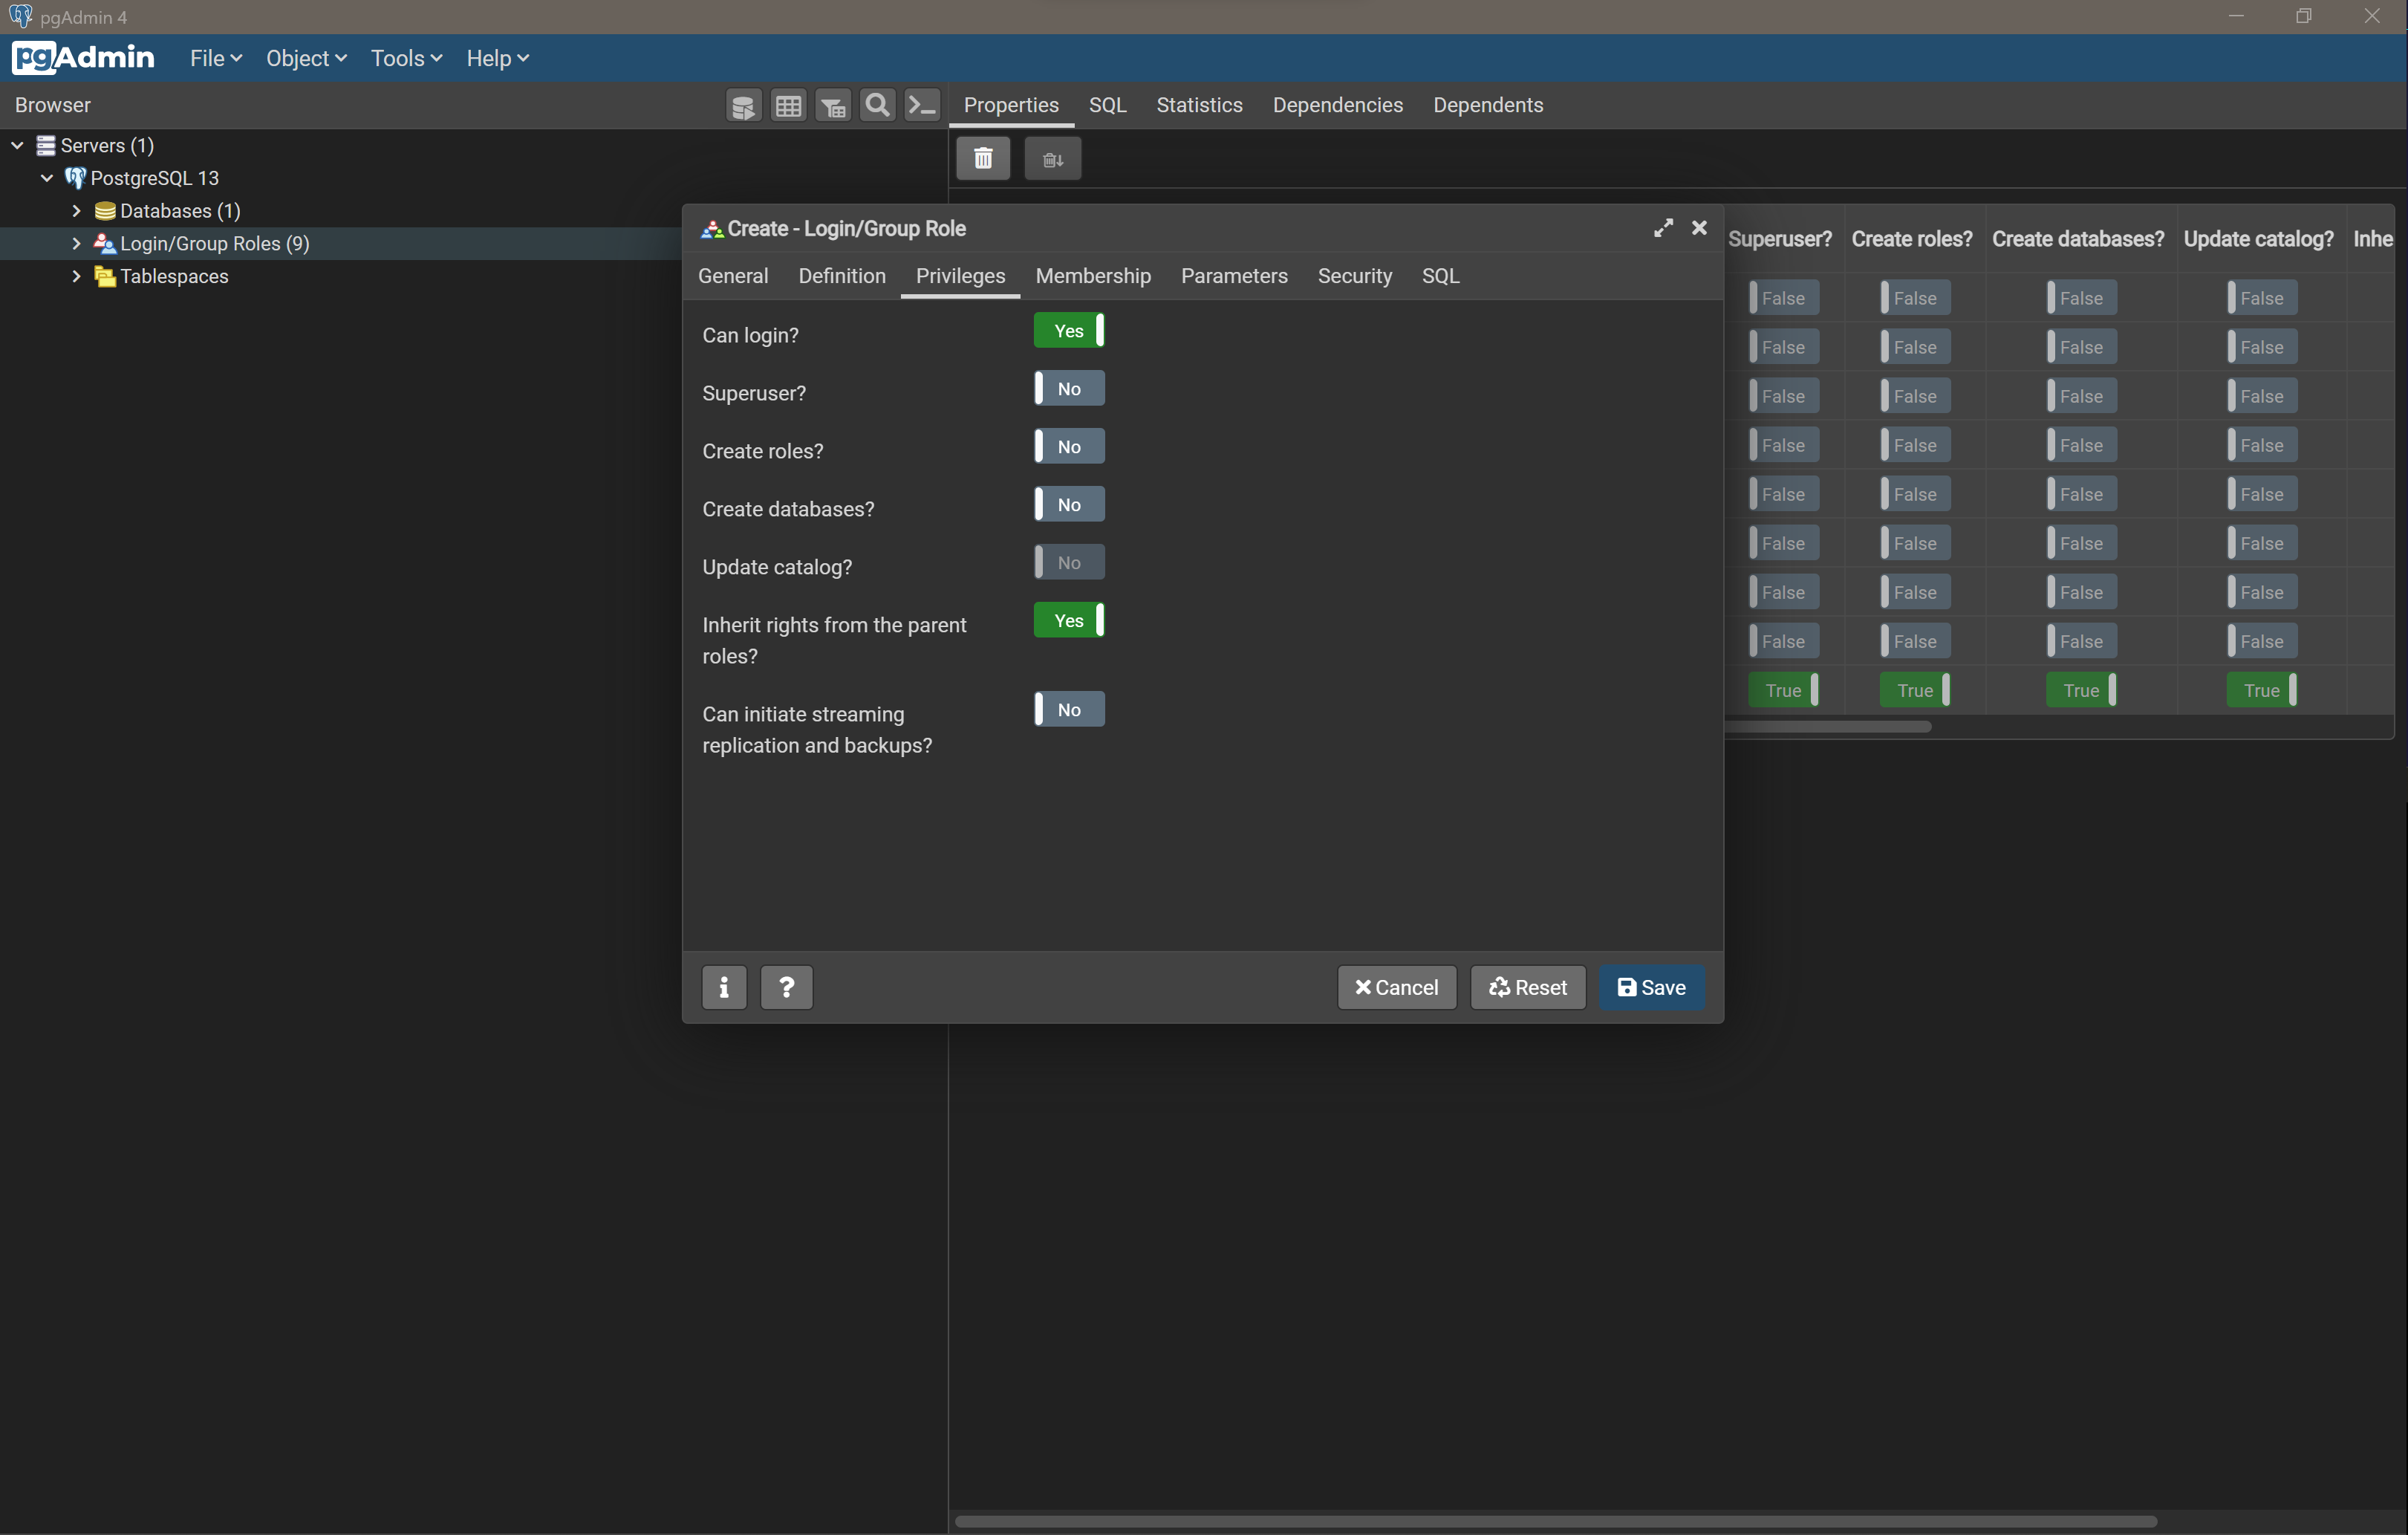 pgAdmin 4
pgAdmin File Object Tools Help
Browser
Properties SQL Statistics Dependencies Dependents
Servers (1)
PostgreSQL 13
Databases (1)
Login/Group Roles (9)
Tablespaces
Create - Login/Group Role
General Definition Privileges Membership Parameters Security SQL
Can login? Yes
Superuser? No
Create roles? No
Create databases? No
Update catalog? No
Inherit rights from the parent
roles?
Yes
Can initiate streaming
replication and backups?
No
i ? Cancel Reset Save
Superuser? Create roles? Create databases? Update catalog? Inhe
False False False False
False False False False
False False False False
False False False False
False False False False
False False False False
False False False False
False False False False
True True True True